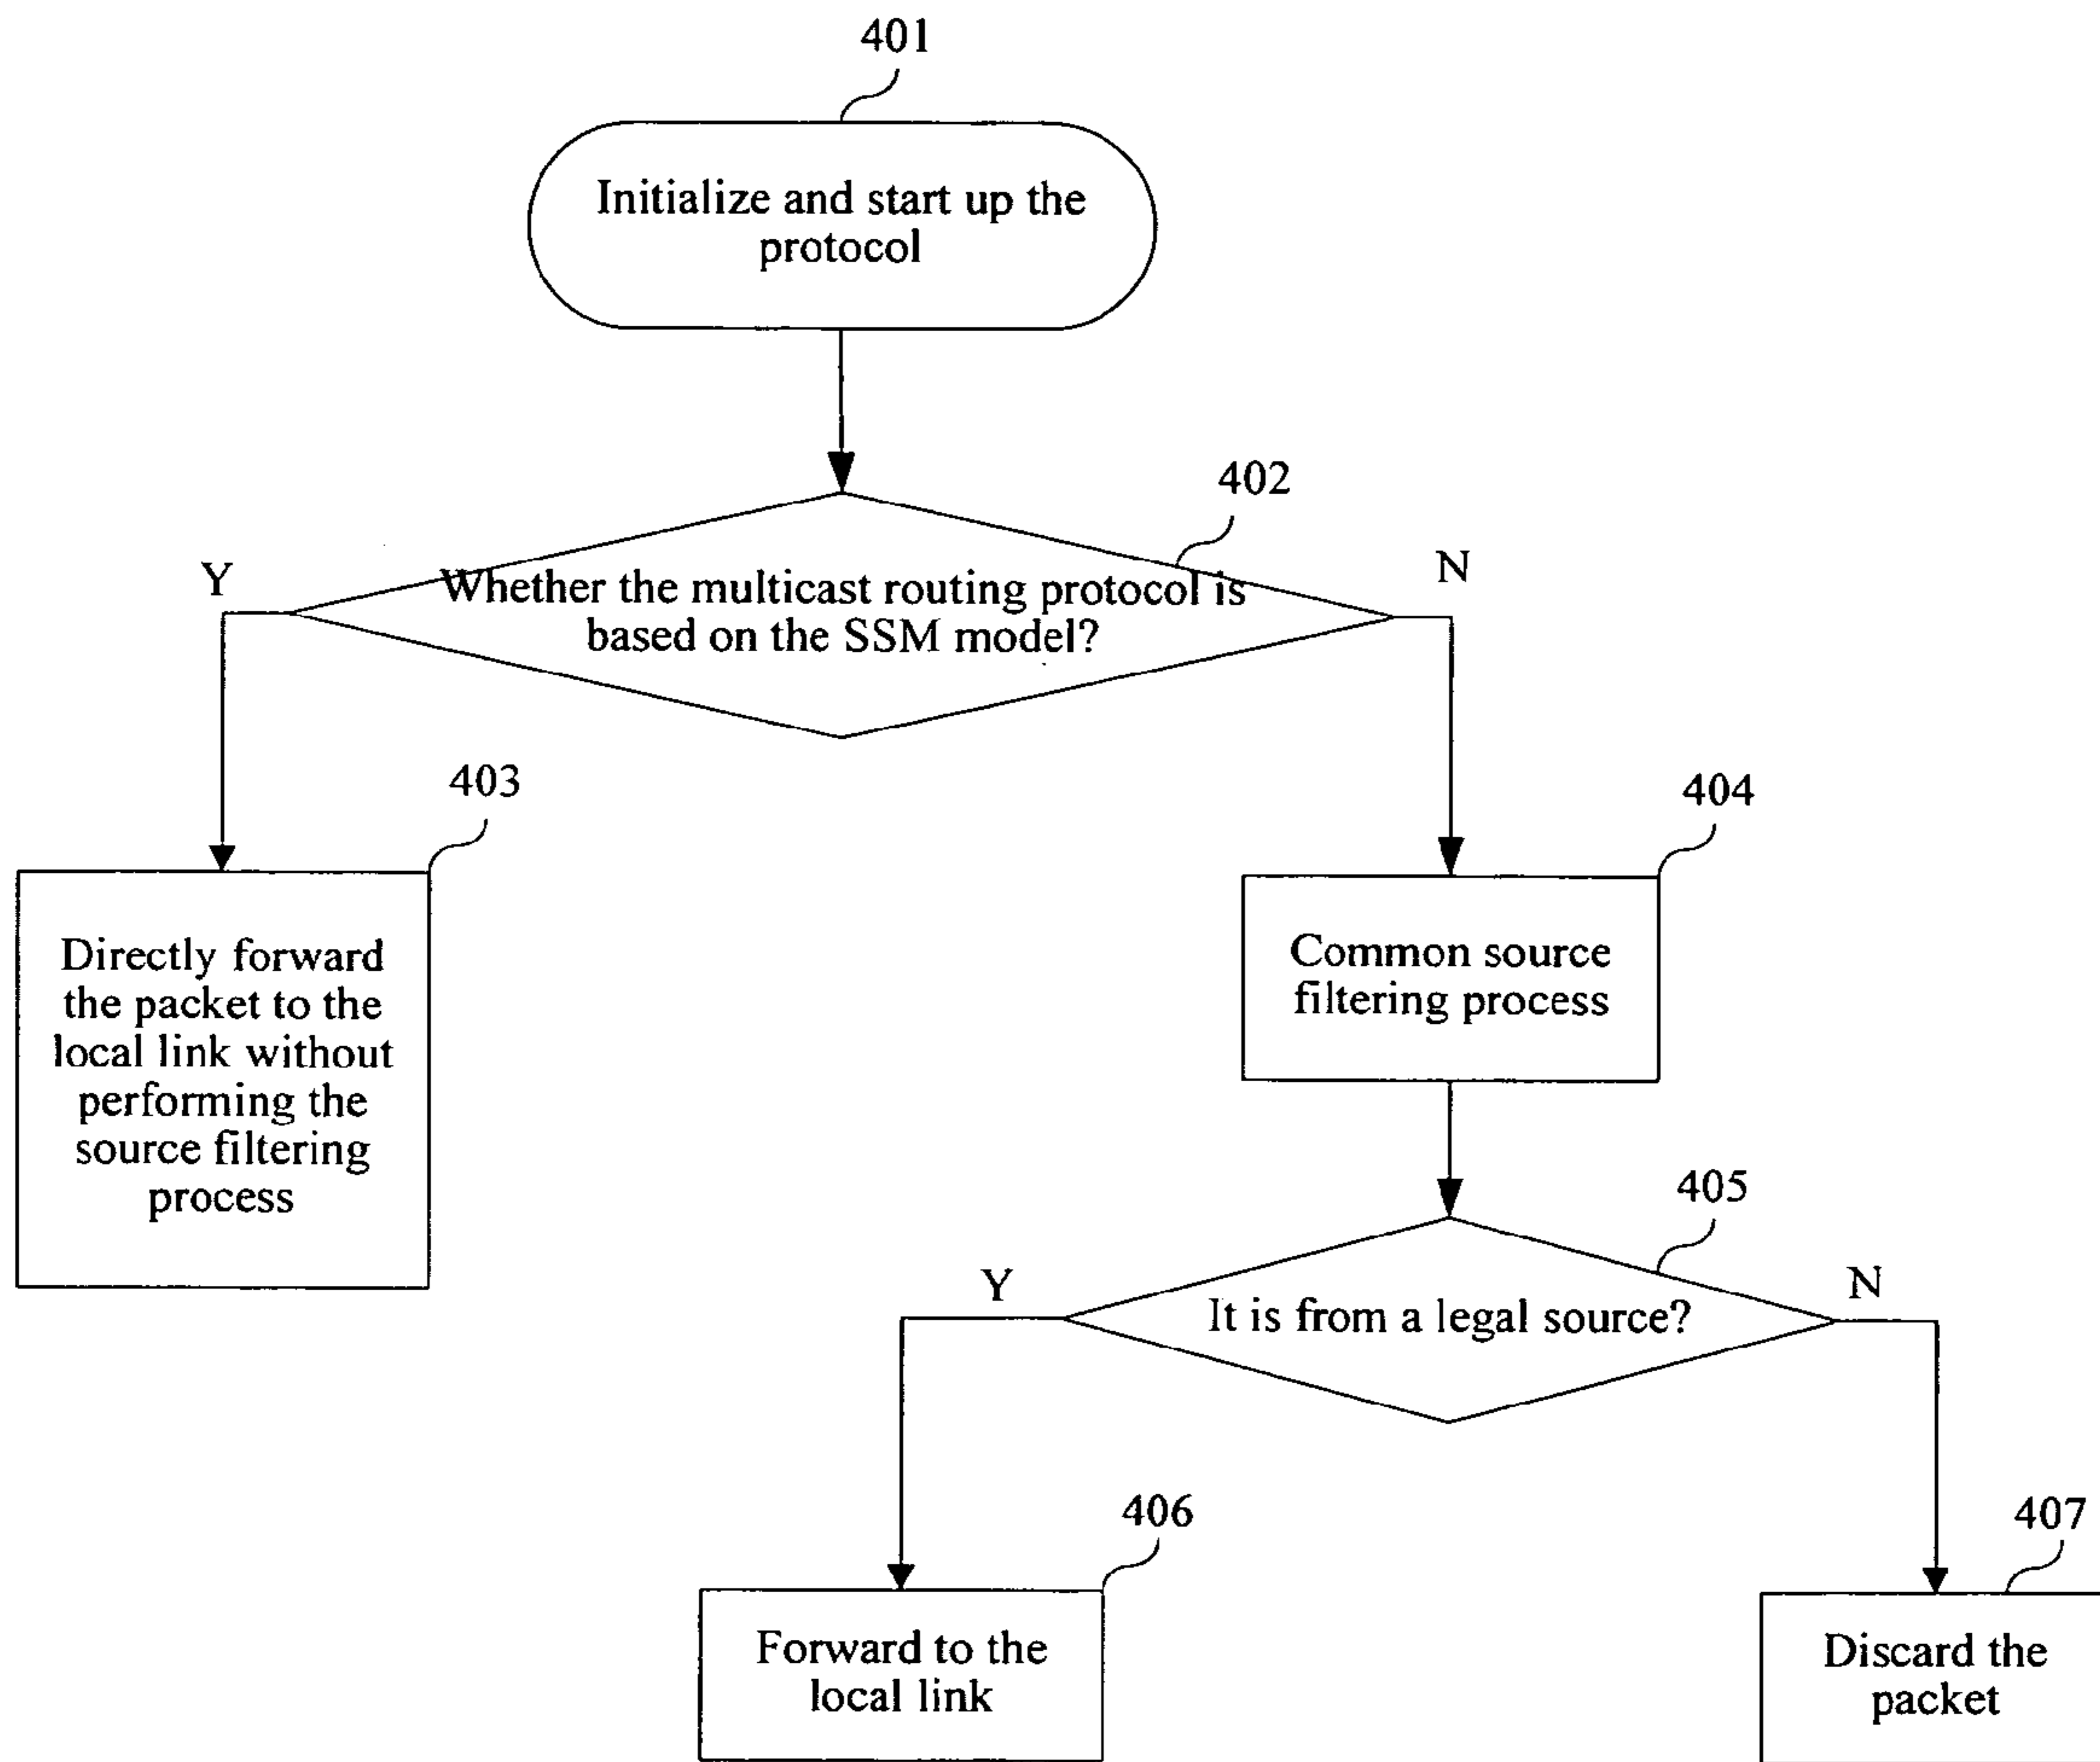 401
Initialize and start up the
protocol
402
Y
N
Whether the multicast routing protocol is
based on the SSM model?
403
404
Directly forward
the packet to the
local link without
performing the
source filtering
process
Common source
filtering process
405
Y
N
It is from a legal source?
406
407
Forward to the
local link
Discard the
packet